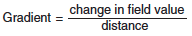 Gradient = change in field value
distance